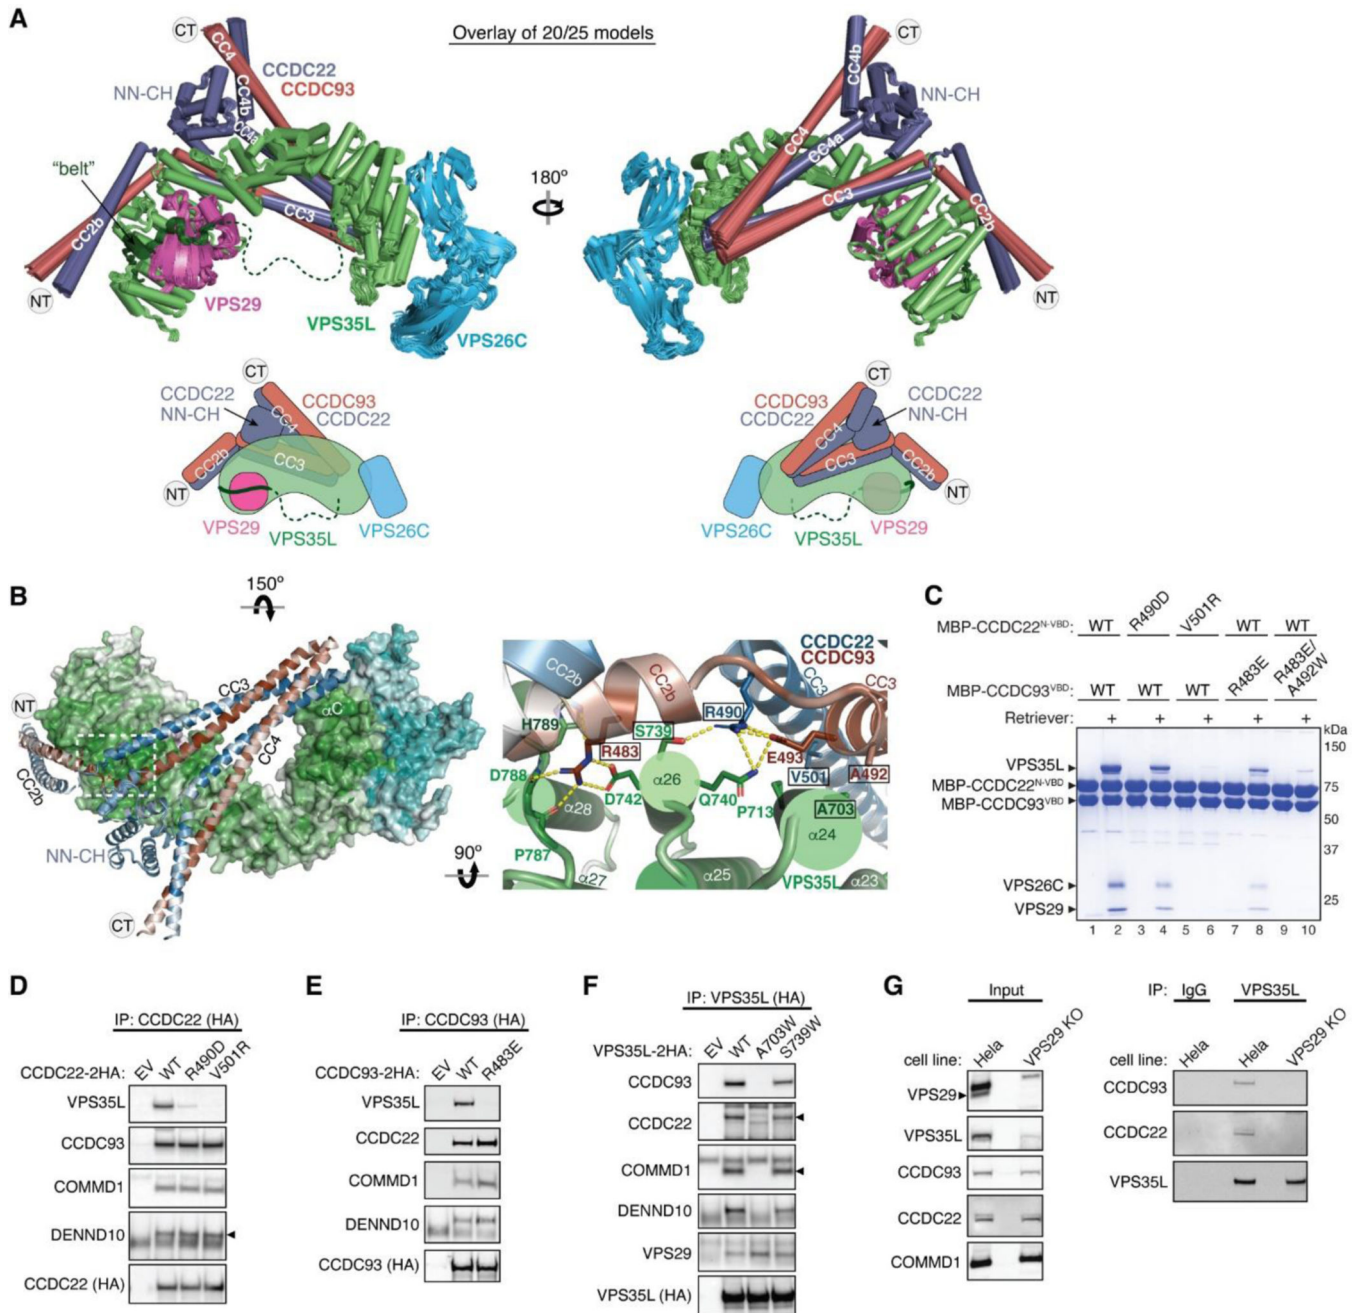 A
Overlay of 20/25 models
CT
CC4
CC4b
CCDC22
CCDC93
NN-CH
CC4a
"belt"
CC2b
CC3
NT
VPS29
VPS35L
VPS26C
180º
CT
CC4b
NN-CH
CC4
CC4a
CC3
CC2b
NT
CT
CCDC22
NN-CH
CCDC93
CCDC22
CC4
CC2b
CC3
NT
VPS29
VPS35L
VPS26C
CT
CCDC93
CCDC22
CCDC22
NN-CH
CC4
CC3
CC2b
NT
VPS26C
VPS35L
VPS29
B
150º
NT
CC3
αC
CC4
CC2b
NN-CH
CT
90º
CCDC22
CCDC93
CC2b
CC2b
CC3
CC3
H789
S739
R490
R483
E493
D788
α26
V501
A492
α28
D742
Q740
P713
A703
α24
P787
α27
α25
VPS35L
α23
C
MBP-CCDC22N-VBD: WT R490D V501R WT WT
MBP-CCDC93VBD: WT WT WT R483E R483E/A492W
Retriever: + + + + +
kDa
150
VPS35L
MBP-CCDC22N-VBD
75
MBP-CCDC93VBD
50
37
VPS26C
25
VPS29
1 2 3 4 5 6 7 8 9 10
D
IP: CCDC22 (HA)
CCDC22-2HA: EV WT R490D V501R
VPS35L
CCDC93
COMMD1
DENND10
CCDC22 (HA)
E
IP: CCDC93 (HA)
CCDC93-2HA: EV WT R483E
VPS35L
CCDC22
COMMD1
DENND10
CCDC93 (HA)
F
IP: VPS35L (HA)
VPS35L-2HA: EV WT A703W S739W
CCDC93
CCDC22
COMMD1
DENND10
VPS29
VPS35L (HA)
G
Input
cell line: Hela VPS29 KO
VPS29
VPS35L
CCDC93
CCDC22
COMMD1
IP: IgG VPS35L
cell line: Hela Hela VPS29 KO
CCDC93
CCDC22
VPS35L